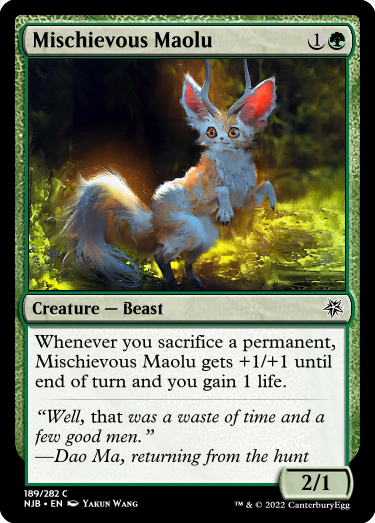 Mischievous Maolu 1
Creature — Beast
Whenever you sacrifice a permanent,
Mischievous Maolu gets +1/+1 until
end of turn and you gain 1 life.
“Well, that was a waste of time and a
few good men.”
—Dao Ma, returning from the hunt
2/1
189/282 C
NJB • EN Yakun Wang
™ & © 2022 CanterburyEgg